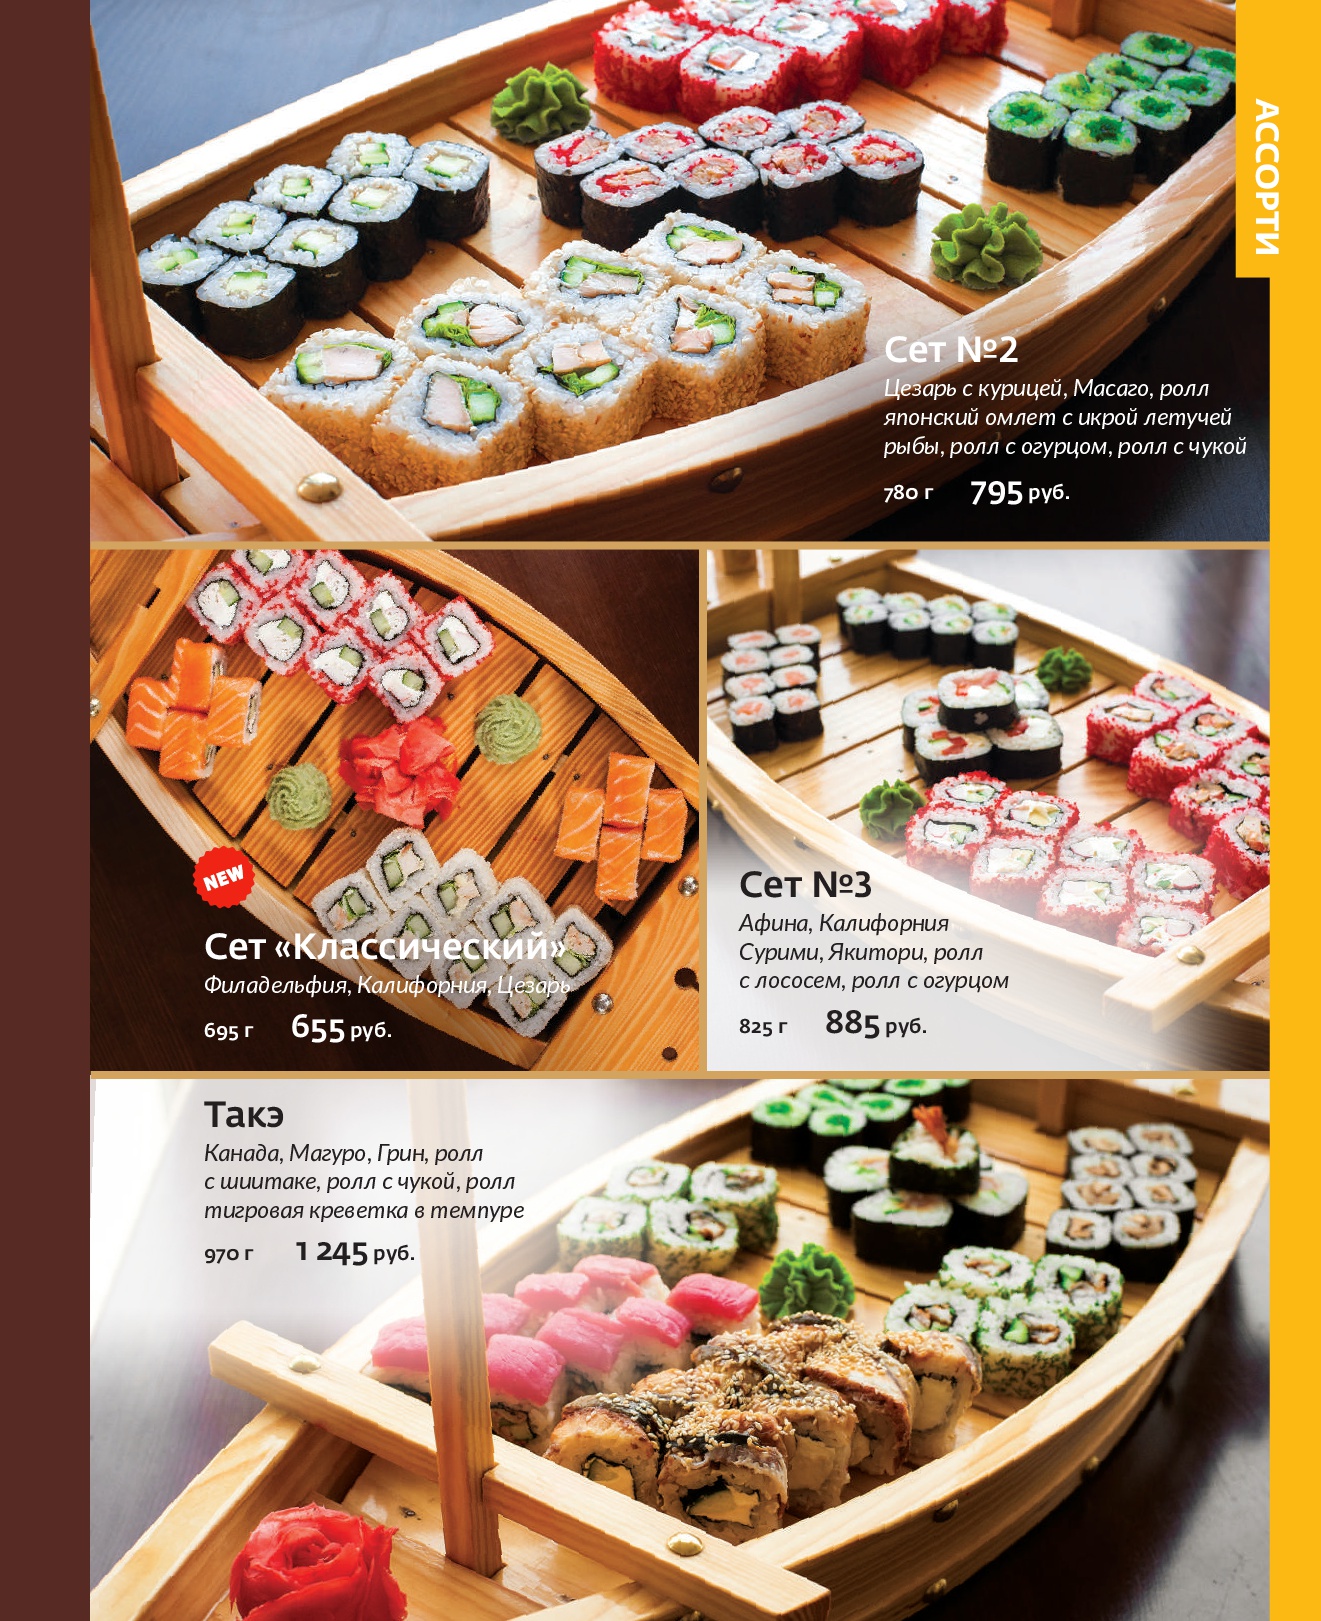 АССОРТИ
Сет №2
Цезарь с курицей, Масаго, ролл
японский омлет с икрой летучей
рыбы, ролл с огурцом, ролл с чукой
780 г 795 руб.
NEW
Сет «Классический»
Филадельфия, Калифорния, Цезарь
695 г 655 руб.
Сет №3
Афина, Калифорния
Сурими, Якитори, ролл
с лососем, ролл с огурцом
825 г 885 руб.
Такэ
Канада, Магуро, Грин, ролл
с шиитаке, ролл с чукой, ролл
тигровая креветка в темпуре
970 г 1 245 руб.